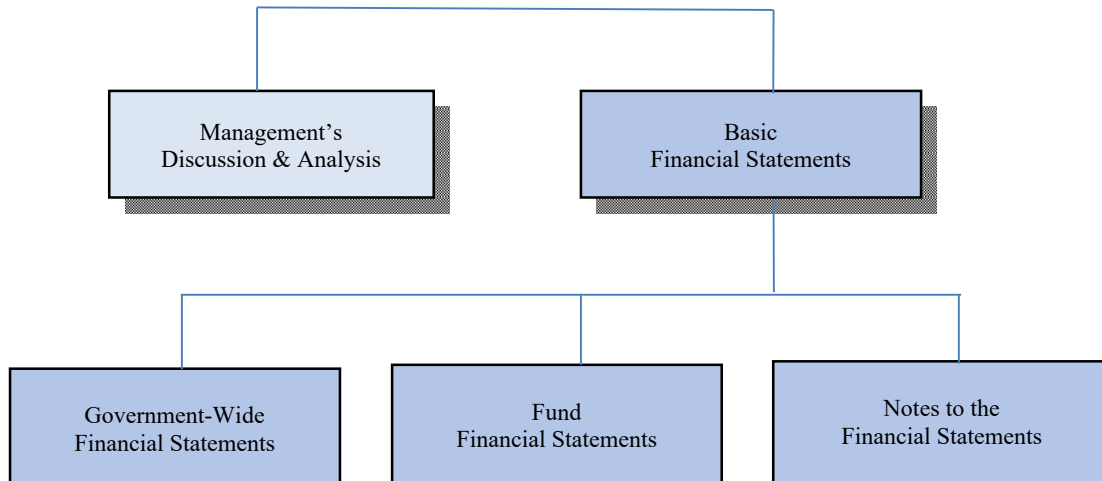 Management’s
Discussion & Analysis
Basic
Financial Statements
Government-Wide
Financial Statements
Fund
Financial Statements
Notes to the
Financial Statements